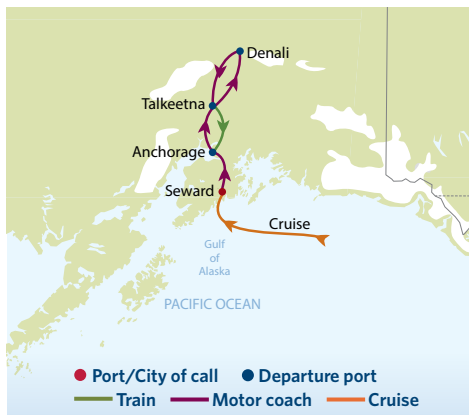 Denali
Talkeetna
Anchorage
Seward
Cruise
Gulf
of
Alaska
PACIFIC OCEAN
Port/City of call
Departure port
Train
Motor coach
Cruise